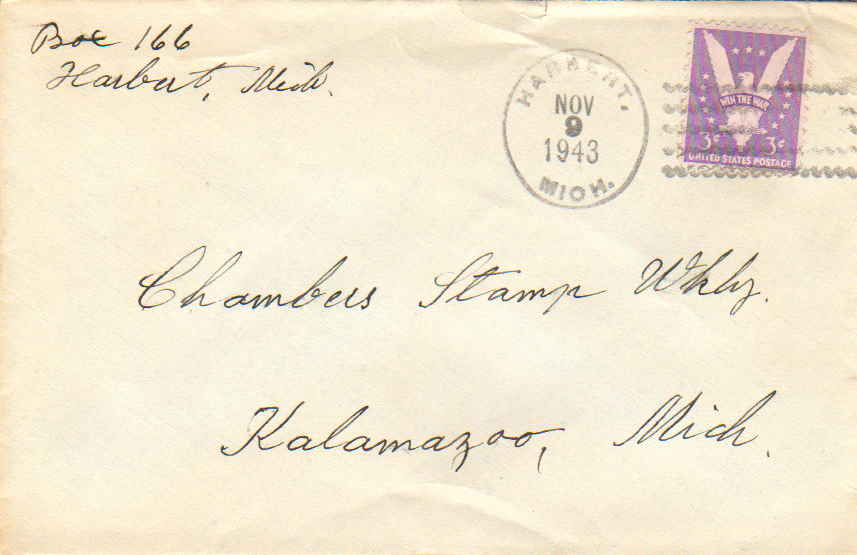 Box 166
Harbert, Mich.
HARBERT.
NOV
9
1943
MICH.
WIN THE WAR
3¢ 3¢
UNITED STATES POSTAGE
Chambers Stamp Wkly.
Kalamazoo, Mich.